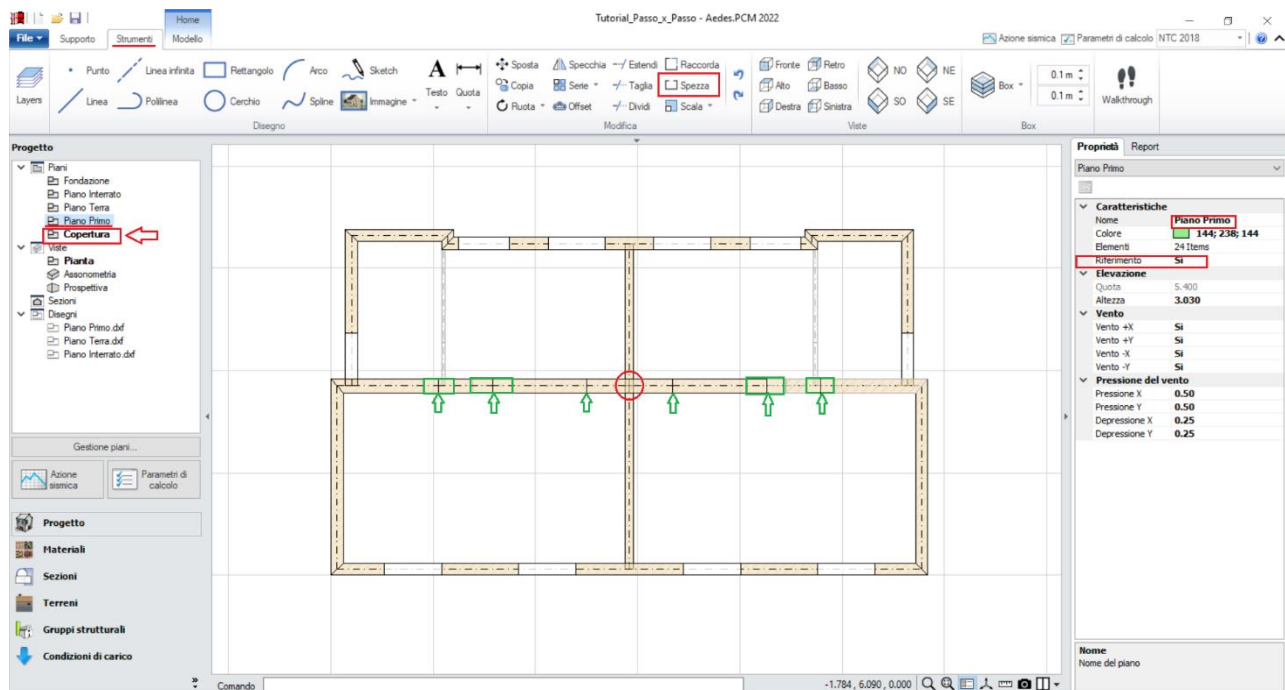 Tutorial_Passo_x_Passo - Aedes.PCM 2022
Home
File Supporto Strumenti Modello
Azione sismica Parametri di calcolo NTC 2018
Layers
Punto Linea infinita Rettangolo Arco Sketch
Linea Polilinea Cerchio Spline Immagine
Testo Quota
Disegno
Sposta Specchia Estendi Raccorda
Copia Serie Taglia Spezza
Ruota Offset Dividi Scala
Modifica
Fronte Retro NO NE
Alto Basso
Destra Sinistra SO SE
Viste
Box 0.1 m
0.1 m
Box
Walkthrough
Progetto
Piani
Fondazione
Piano Interrato
Piano Terra
Piano Primo
Copertura
Viste
Pianta
Assonometria
Prospettiva
Sezioni
Disegni
Piano Primo.dxf
Piano Terra.dxf
Piano Interrato.dxf
Gestione piani...
Azione sismica
Parametri di calcolo
Progetto
Materiali
Sezioni
Terreni
Gruppi strutturali
Condizioni di carico
Comando
-1.784 , 6.090 , 0.000
Proprietà Report
Piano Primo
Caratteristiche
Nome Piano Primo
Colore 144; 238; 144
Elementi 24 Items
Riferimento Sì
Elevazione
Quota 5.400
Altezza 3.030
Vento
Vento +X Sì
Vento +Y Sì
Vento -X Sì
Vento -Y Sì
Pressione del vento
Pressione X 0.50
Pressione Y 0.50
Depressione X 0.25
Depressione Y 0.25
Nome
Nome del piano